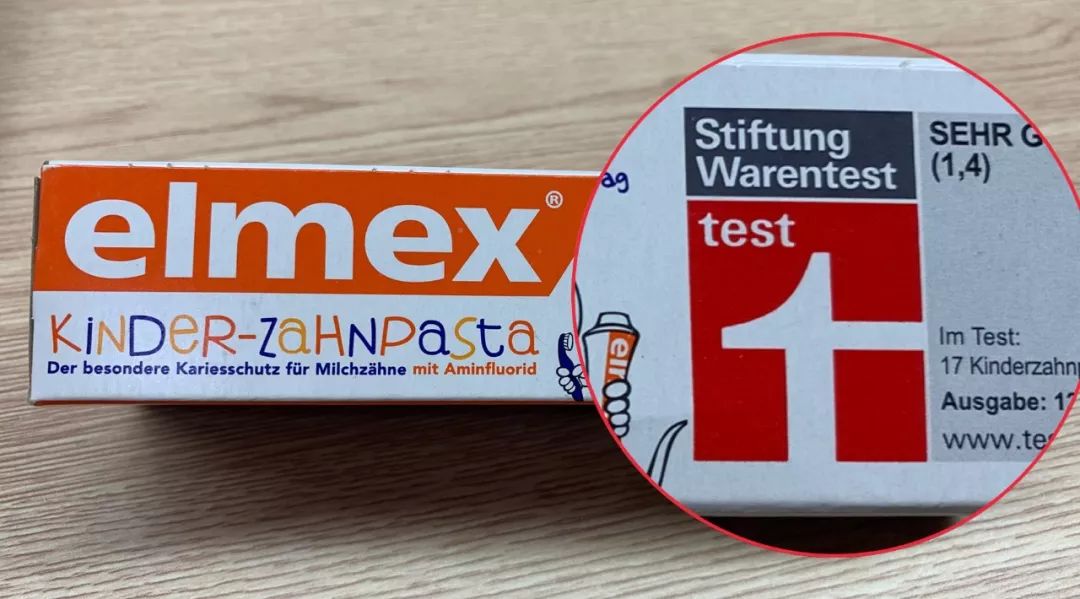 elmex®
KiNDER-ZAHNPASTA
Der besondere Kariesschutz für Milchzähne mit Aminfluorid
Stiftung
Warentest
test
SEHR
(1,4)
Im Test:
17
Ausgabe: